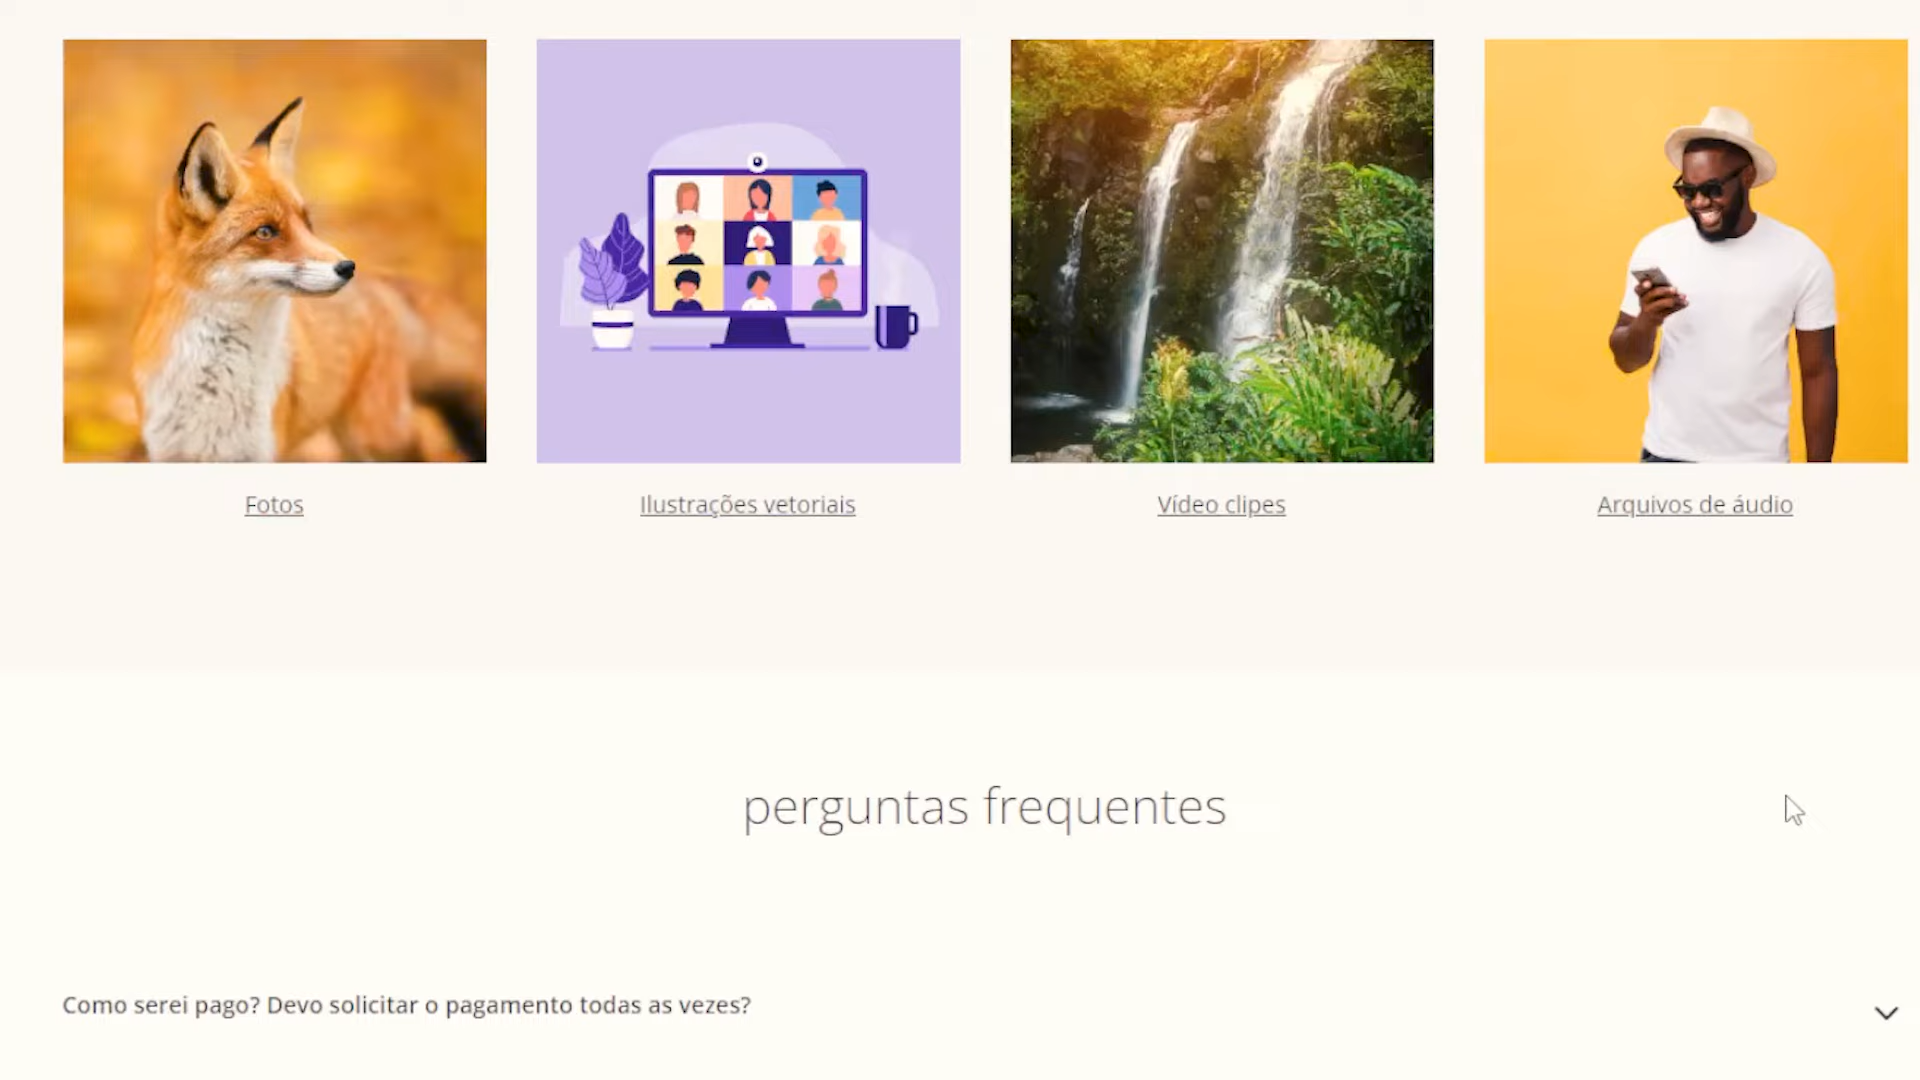 Fotos
Ilustrações vetoriais
Vídeo clipes
Arquivos de áudio
perguntas frequentes
Como serei pago? Devo solicitar o pagamento todas as vezes?